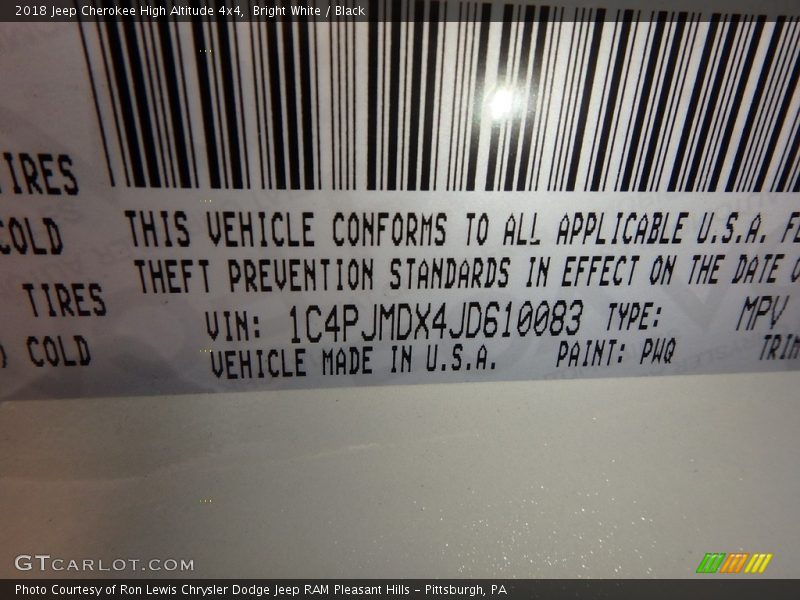 2018 Jeep Cherokee High Altitude 4x4,  Bright White / Black
TIRES
COLD
THIS VEHICLE CONFORMS TO ALL APPLICABLE U.S.A.
THEFT PREVENTION STANDARDS IN EFFECT ON THE DATE
TIRES
VIN: 1C4PJMDX4JD610083 TYPE: MPV
COLD
VEHICLE MADE IN U.S.A. PAINT: PWQ
GTCARLOT.COM
Photo Courtesy of Ron Lewis Chrysler Dodge Jeep RAM Pleasant Hills - Pittsburgh, PA